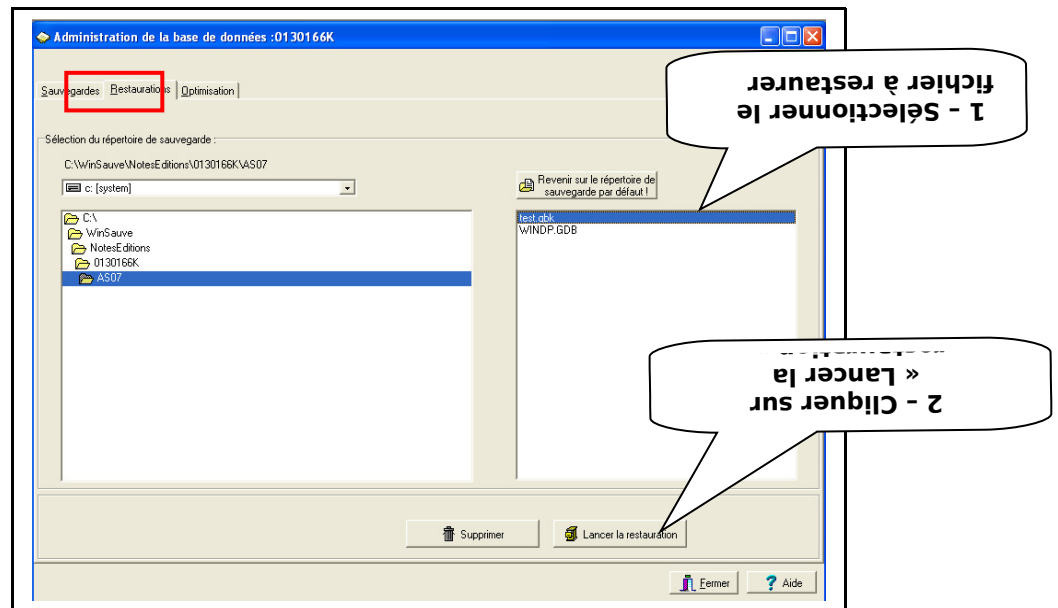 Administration de la base de données :0130166K
Sauvegardes Restaurations Optimisation
1 - Sélectionner le
fichier à restaurer
Sélection du répertoire de sauvegarde :
C:\WinSauve\NotesEditions\0130166K\AS07
c: [system]
Revenir sur le répertoire de
sauvegarde par défaut !
C:\
WinSauve
NotesEditions
0130166K
AS07
test.gbk
WINDP.GDB
2 - Cliquer sur
« Lancer la
Supprimer
Lancer la restauration
Fermer
Aide